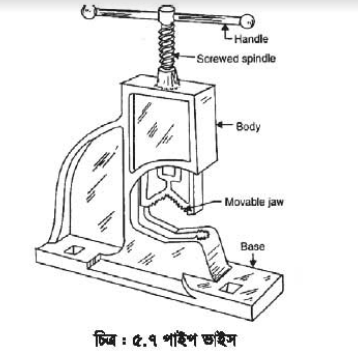 Handle
Screwed spindle
Body
Movable jaw
Base
চিত্র : ৫.৭ পাইপ ভাইস